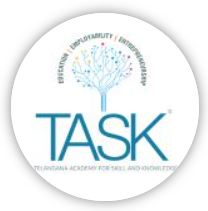 EDUCATION | EMPLOYABILITY | ENTREPRENEURSHIP
TASK®
TELANGANA ACADEMY FOR SKILL AND KNOWLEDGE